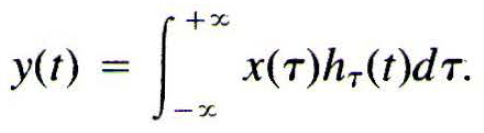 y(t) = ∫_{-∞}^{+∞} x(τ)h_τ(t)dτ.